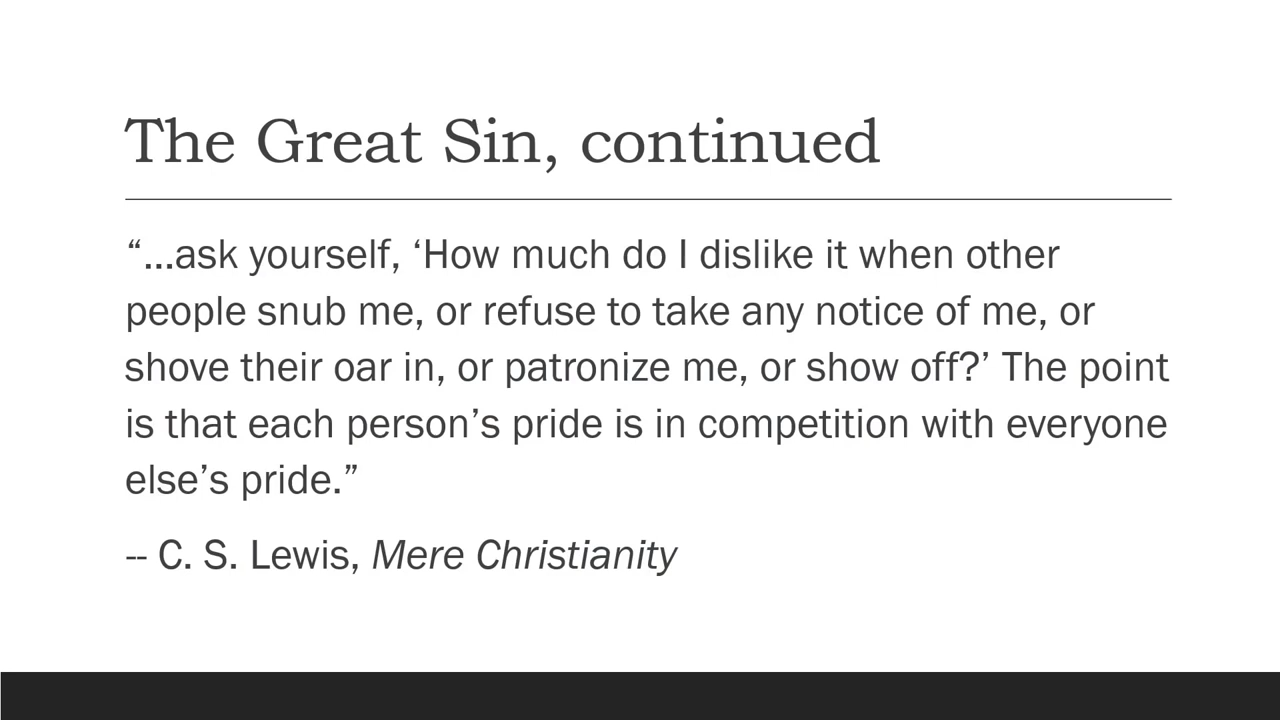 The Great Sin, continued
“…ask yourself, ‘How much do I dislike it when other
people snub me, or refuse to take any notice of me, or
shove their oar in, or patronize me, or show off?’ The point
is that each person’s pride is in competition with everyone
else’s pride.”
-- C. S. Lewis, Mere Christianity